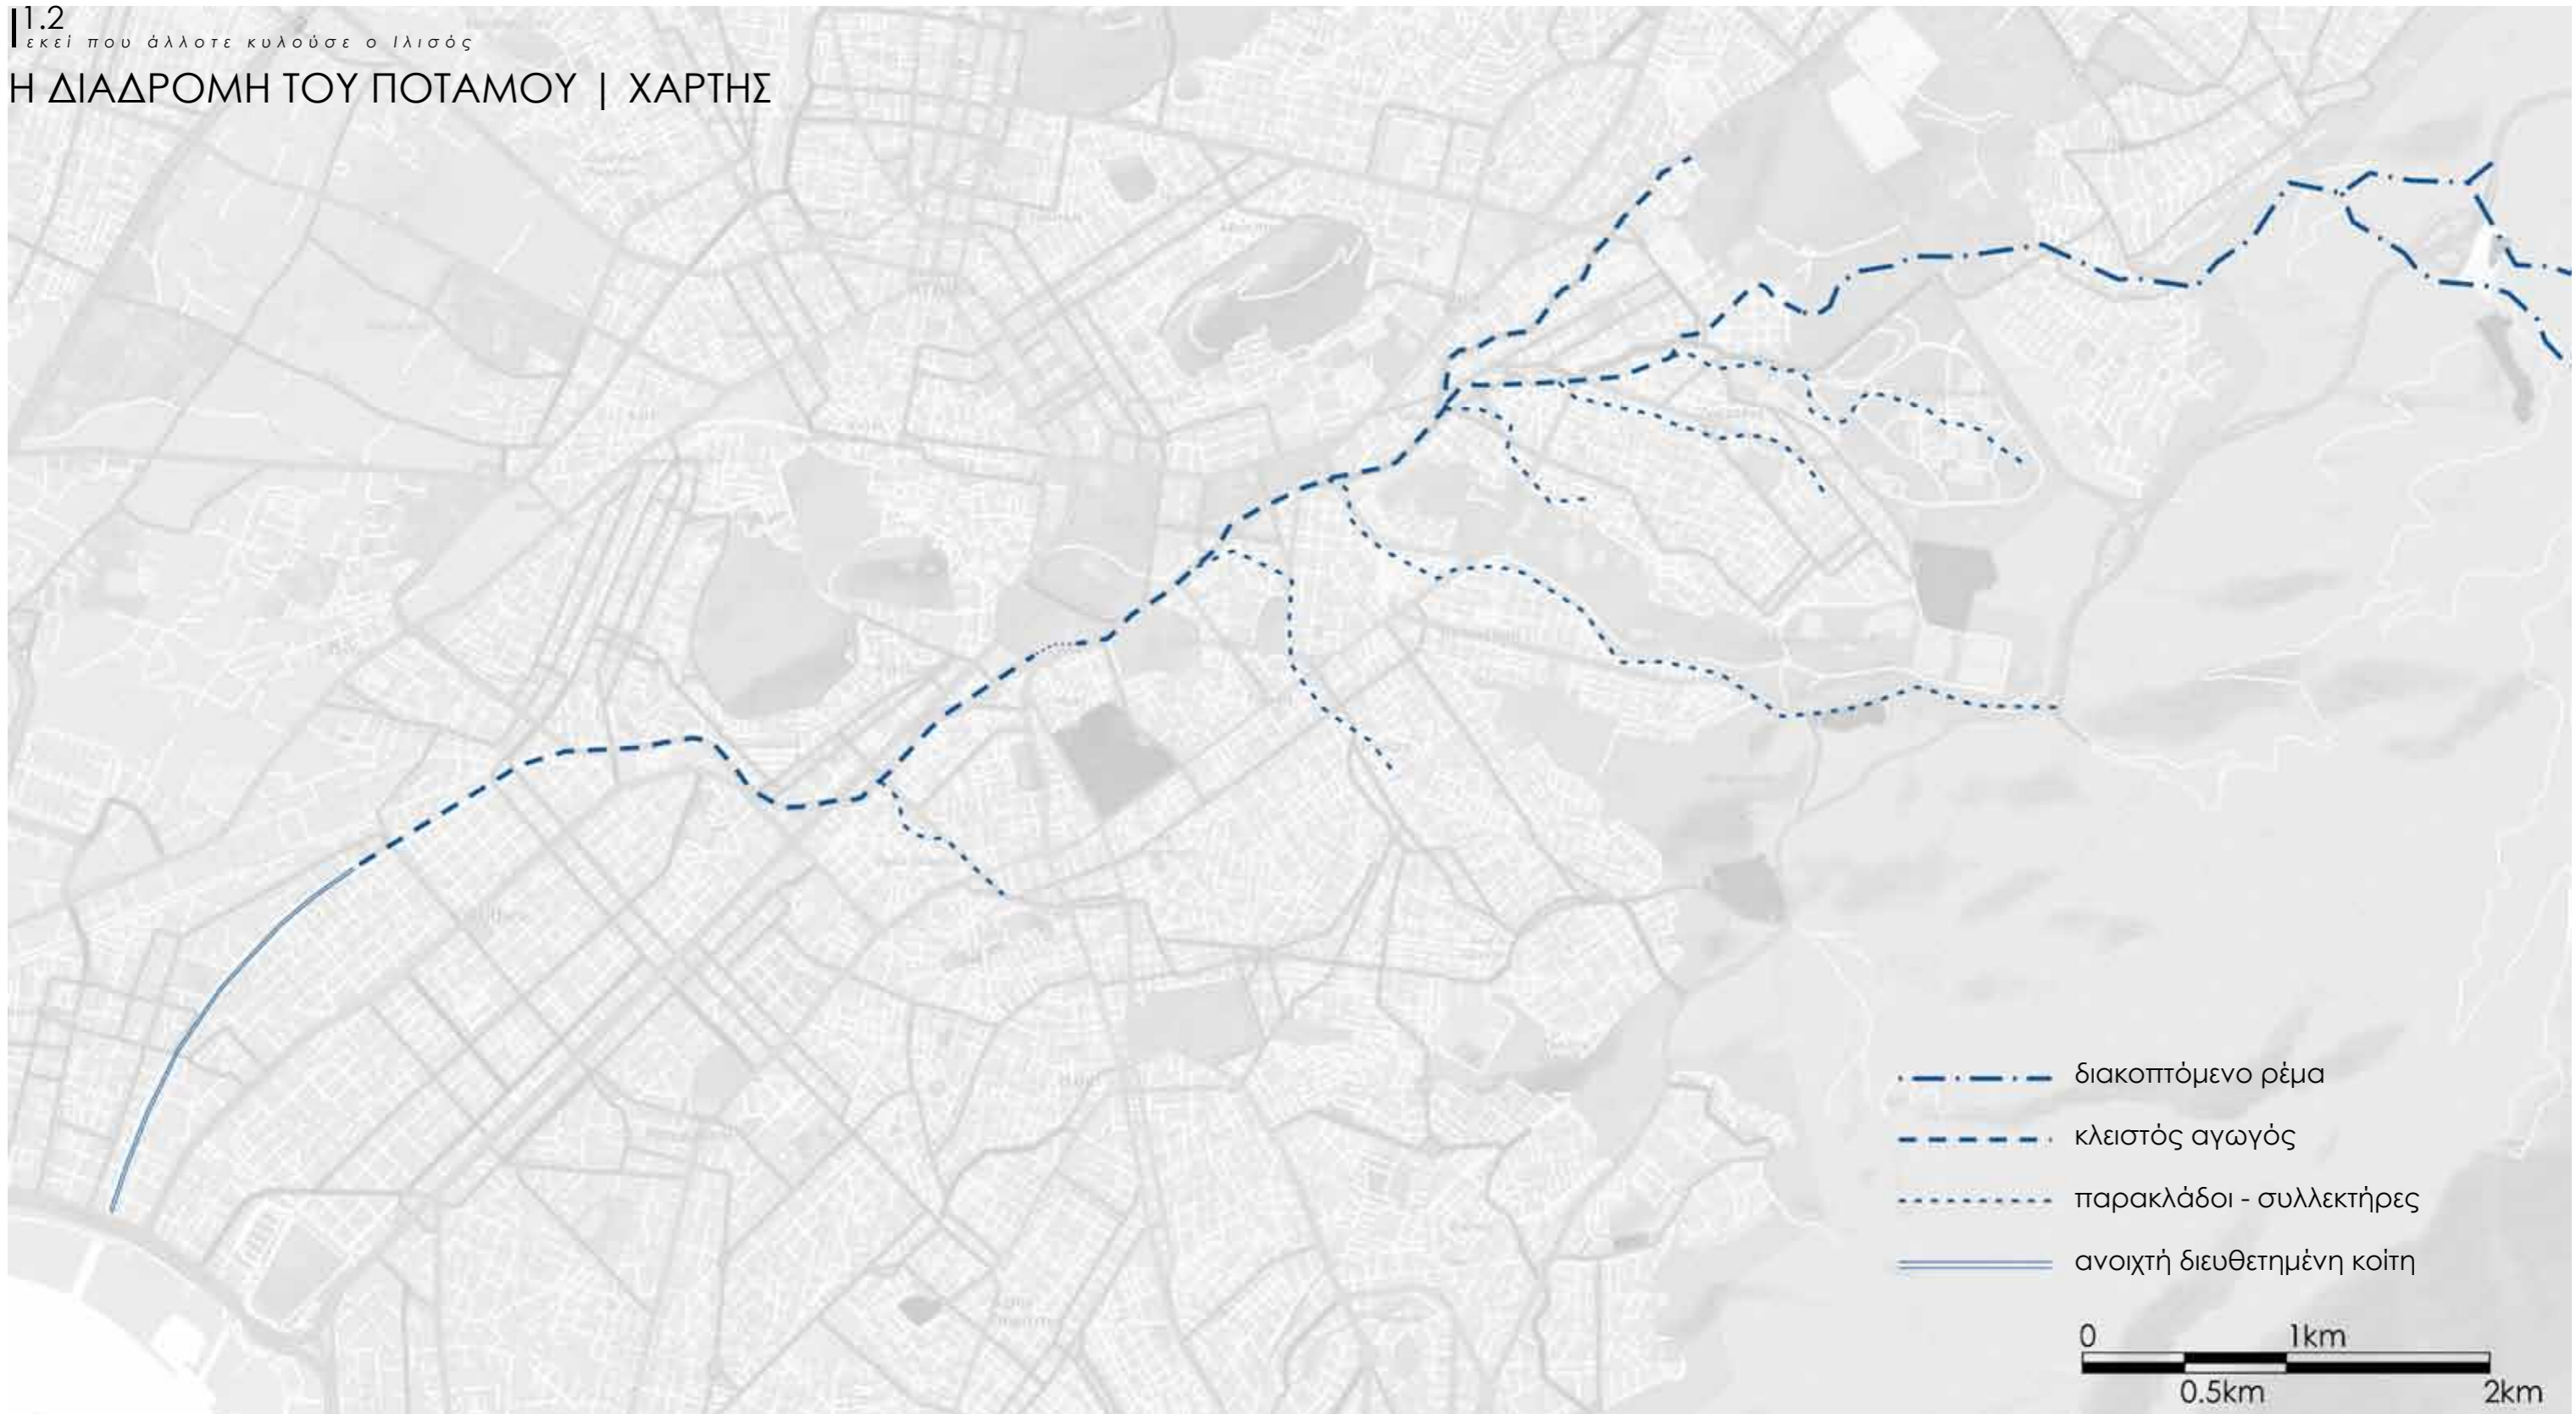 1.2
εκεί που άλλοτε κυλούσε ο Ιλισός
Η ΔΙΑΔΡΟΜΗ ΤΟΥ ΠΟΤΑΜΟΥ | ΧΑΡΤΗΣ
διακοπτόμενο ρέμα
κλειστός αγωγός
παρακλάδοι - συλλεκτήρες
ανοιχτή διευθετημένη κοίτη
0 1km
0.5km 2km